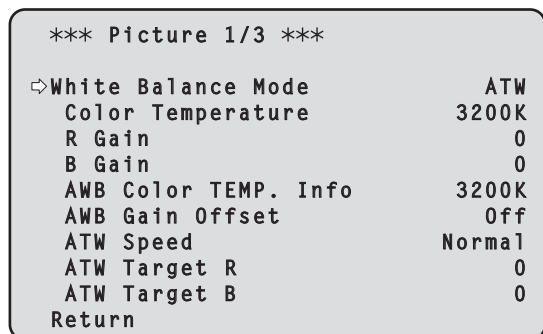 *** Picture 1/3 ***
⇨White Balance Mode ATW
Color Temperature 3200K
R Gain 0
B Gain 0
AWB Color TEMP. Info 3200K
AWB Gain Offset Off
ATW Speed Normal
ATW Target R 0
ATW Target B 0
Return